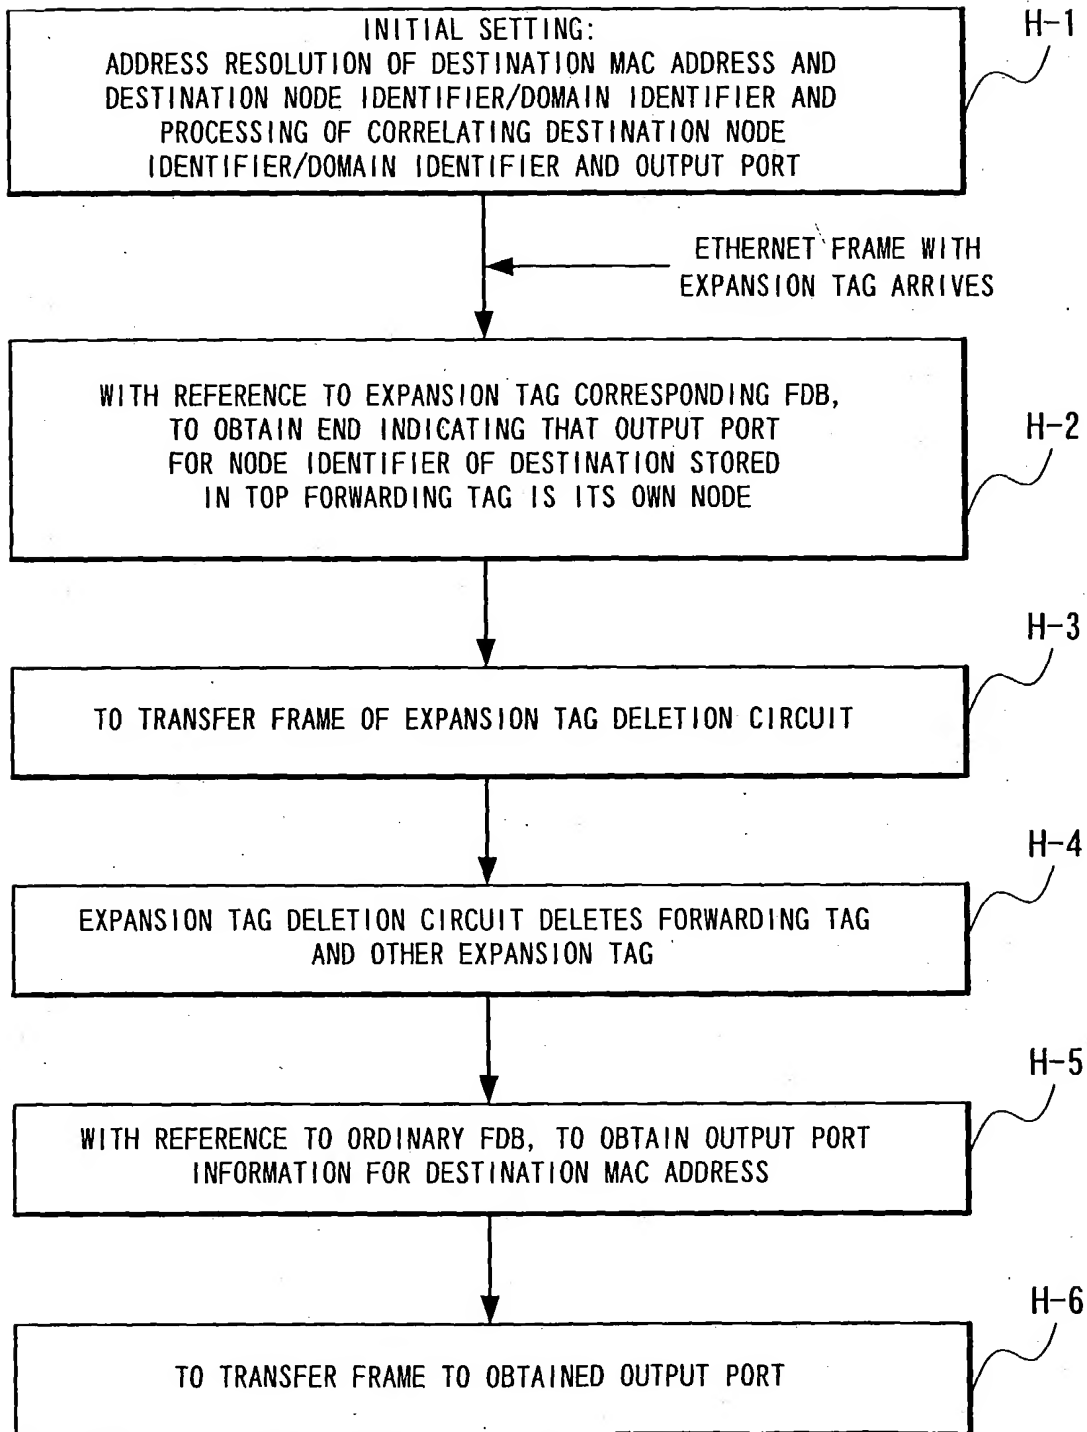 INITIAL SETTING:
ADDRESS RESOLUTION OF DESTINATION MAC ADDRESS AND
DESTINATION NODE IDENTIFIER/DOMAIN IDENTIFIER AND
PROCESSING OF CORRELATING DESTINATION NODE
IDENTIFIER/DOMAIN IDENTIFIER AND OUTPUT PORT
H-1
ETHERNET FRAME WITH
EXPANSION TAG ARRIVES
WITH REFERENCE TO EXPANSION TAG CORRESPONDING FDB,
TO OBTAIN END INDICATING THAT OUTPUT PORT
FOR NODE IDENTIFIER OF DESTINATION STORED
IN TOP FORWARDING TAG IS ITS OWN NODE
H-2
TO TRANSFER FRAME OF EXPANSION TAG DELETION CIRCUIT
H-3
EXPANSION TAG DELETION CIRCUIT DELETES FORWARDING TAG
AND OTHER EXPANSION TAG
H-4
WITH REFERENCE TO ORDINARY FDB, TO OBTAIN OUTPUT PORT
INFORMATION FOR DESTINATION MAC ADDRESS
H-5
TO TRANSFER FRAME TO OBTAINED OUTPUT PORT
H-6